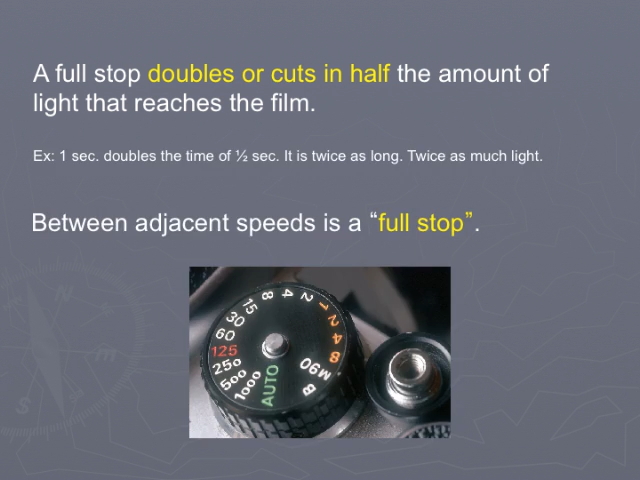 A full stop doubles or cuts in half the amount of
light that reaches the film.
Ex: 1 sec. doubles the time of ½ sec. It is twice as long. Twice as much light.
Between adjacent speeds is a “full stop”.
8
4
2
1
2
4
8
M90
B
AUTO
1000
500
250
125
60
30
15
N
S